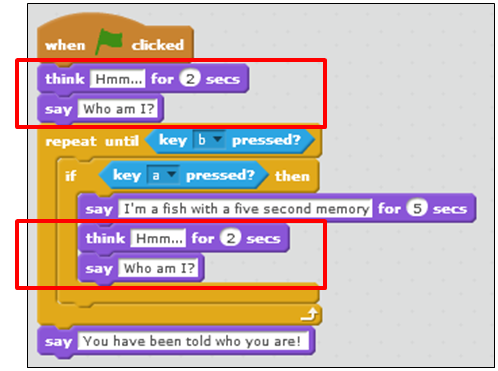 when clicked
think Hmm... for 2 secs
say Who am I?
repeat until key b pressed?
if key a pressed? then
say I'm a fish with a five second memory for 5 secs
think Hmm... for 2 secs
say Who am I?
say You have been told who you are!